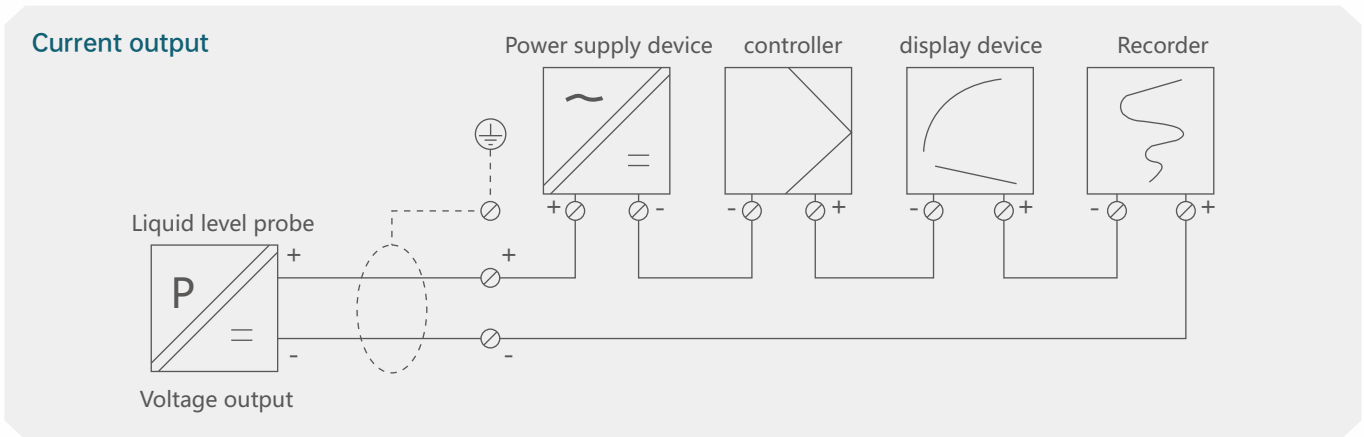 Current output
Power supply device controller display device Recorder
+ - - + - + - +
Liquid level probe
+ +
P
- -
Voltage output